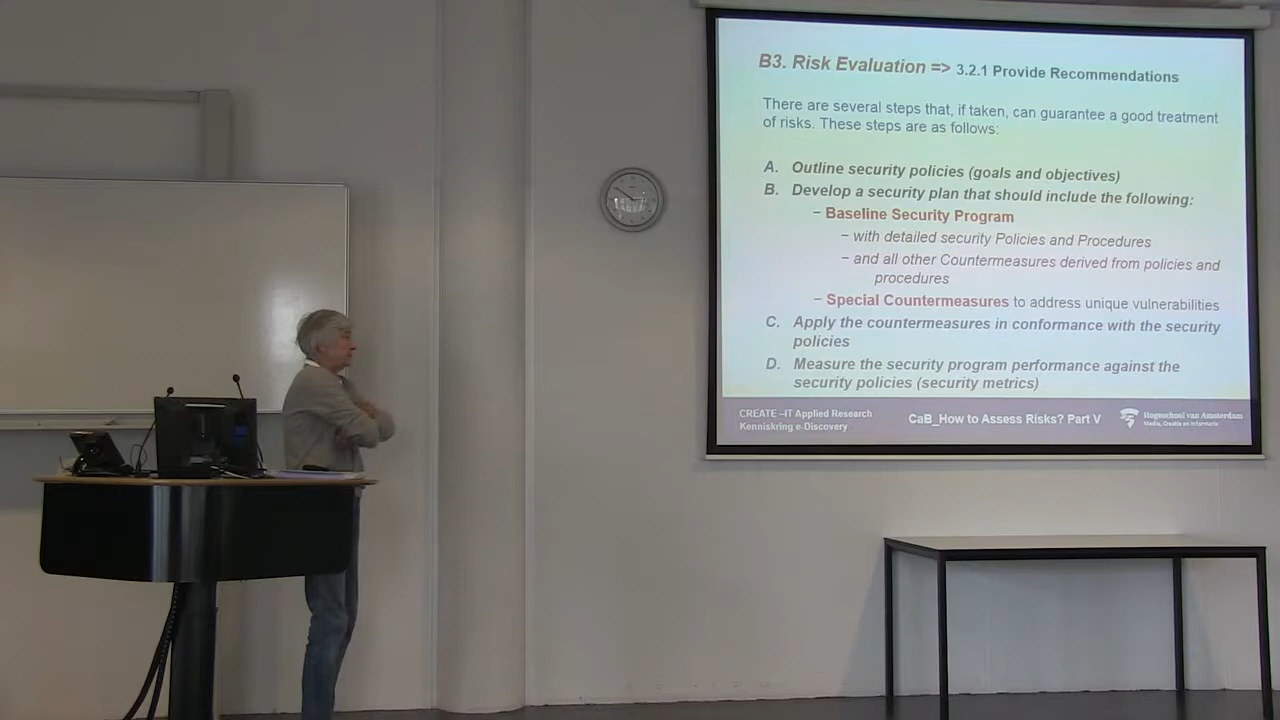 B3. Risk Evaluation => 3.2.1 Provide Recommendations
There are several steps that, if taken, can guarantee a good treatment
of risks. These steps are as follows:
A. Outline security policies (goals and objectives)
B. Develop a security plan that should include the following:
– Baseline Security Program
– with detailed security Policies and Procedures
– and all other Countermeasures derived from policies and
procedures
– Special Countermeasures to address unique vulnerabilities
C. Apply the countermeasures in conformance with the security
policies
D. Measure the security program performance against the
security policies (security metrics)
CREATE –IT Applied Research
Kenniskring e-Discovery
CaB_How to Assess Risks? Part V
Hogeschool van Amsterdam
Media, Creatie en Informatie